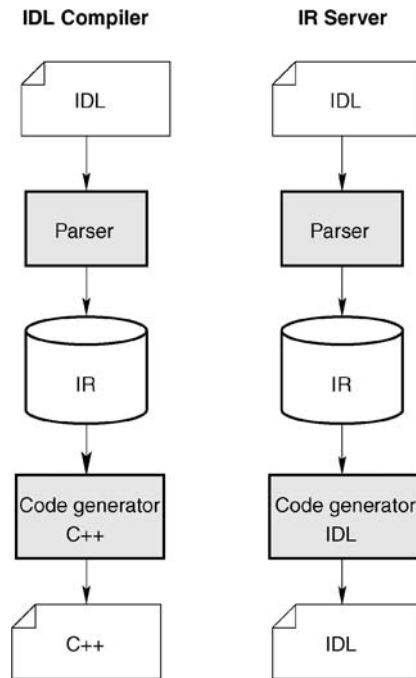 IDL Compiler
IR Server
IDL
IDL
Parser
Parser
IR
IR
Code generator
C++
Code generator
IDL
C++
IDL